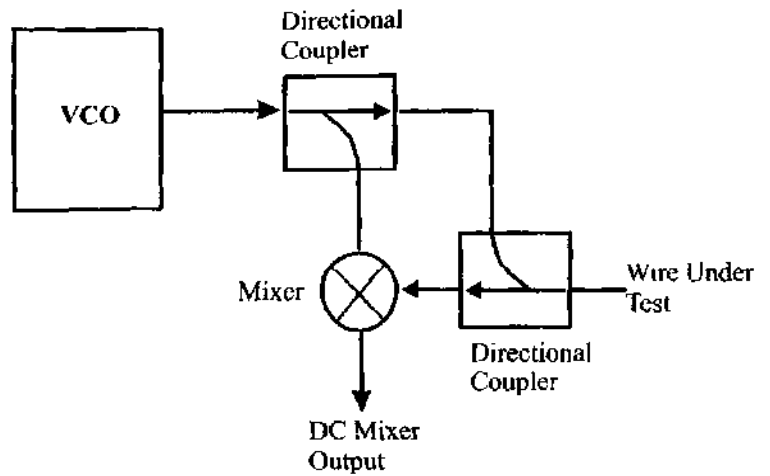 Directional
Coupler
VCO
Mixer
Wire Under
Test
Directional
Coupler
DC Mixer
Output